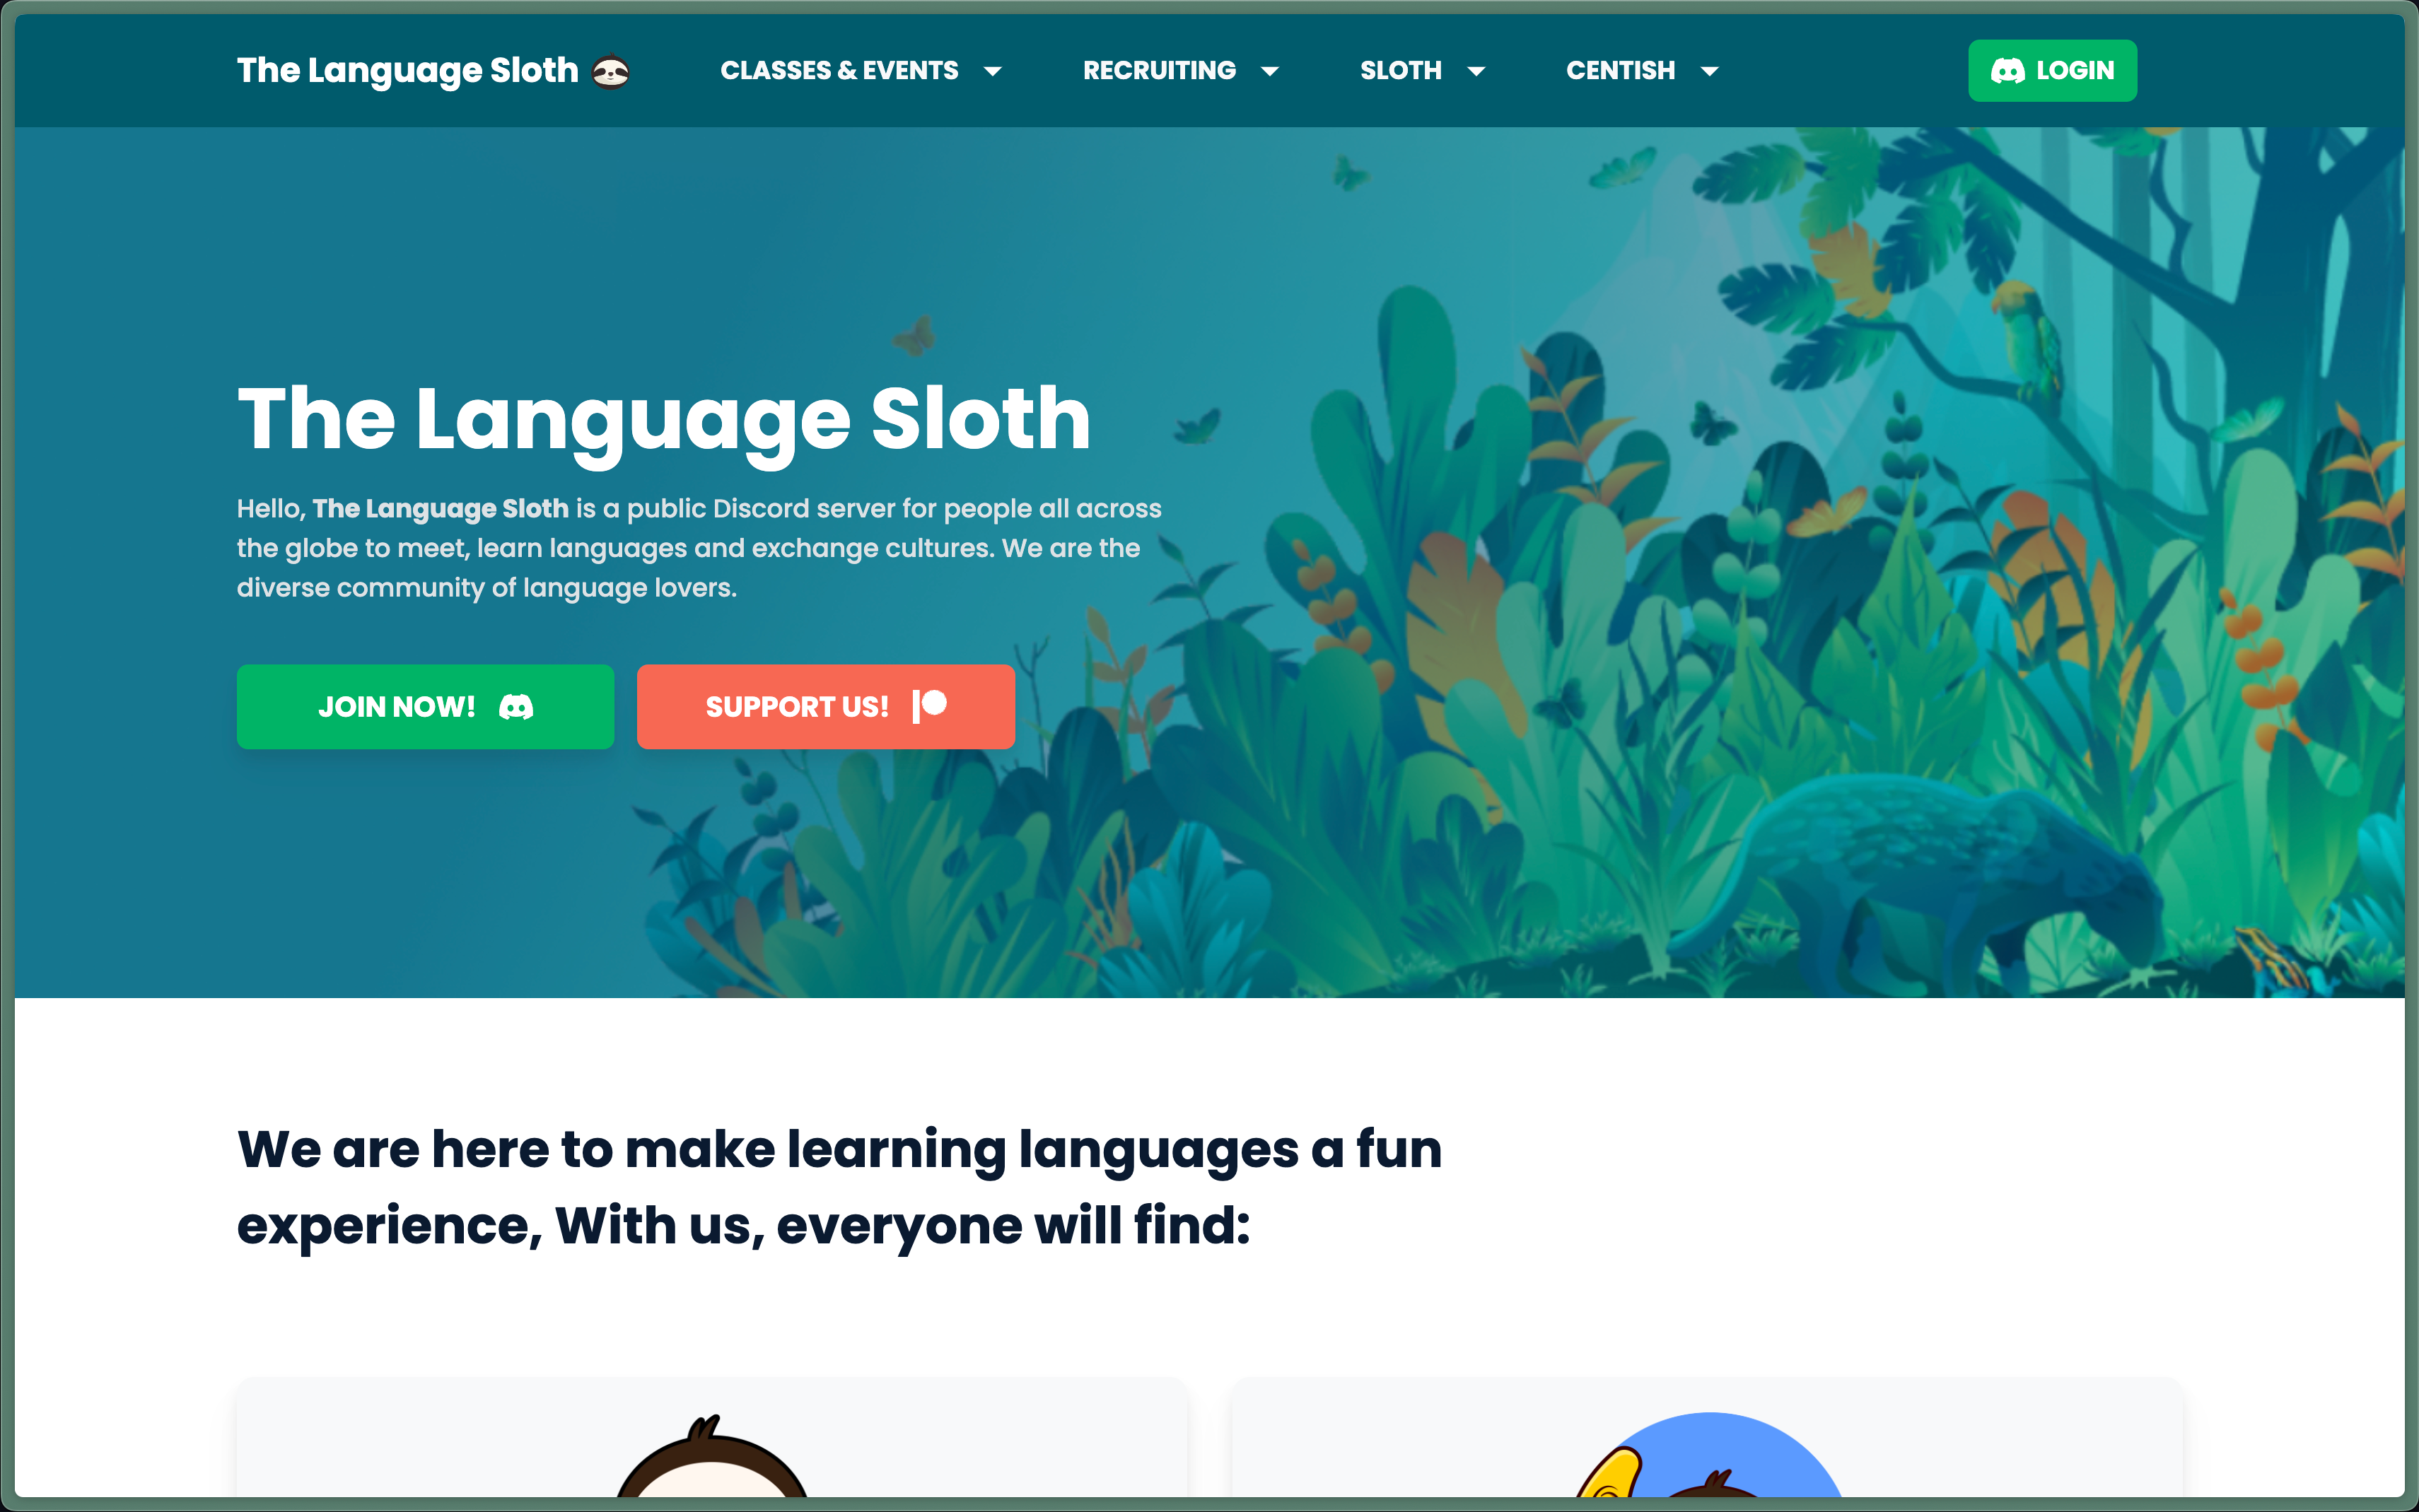 The Language Sloth
CLASSES & EVENTS
RECRUITING
SLOTH
CENTISH
LOGIN
The Language Sloth
Hello, The Language Sloth is a public Discord server for people all across
the globe to meet, learn languages and exchange cultures. We are the
diverse community of language lovers.
JOIN NOW!
SUPPORT US!
We are here to make learning languages a fun
experience, With us, everyone will find: